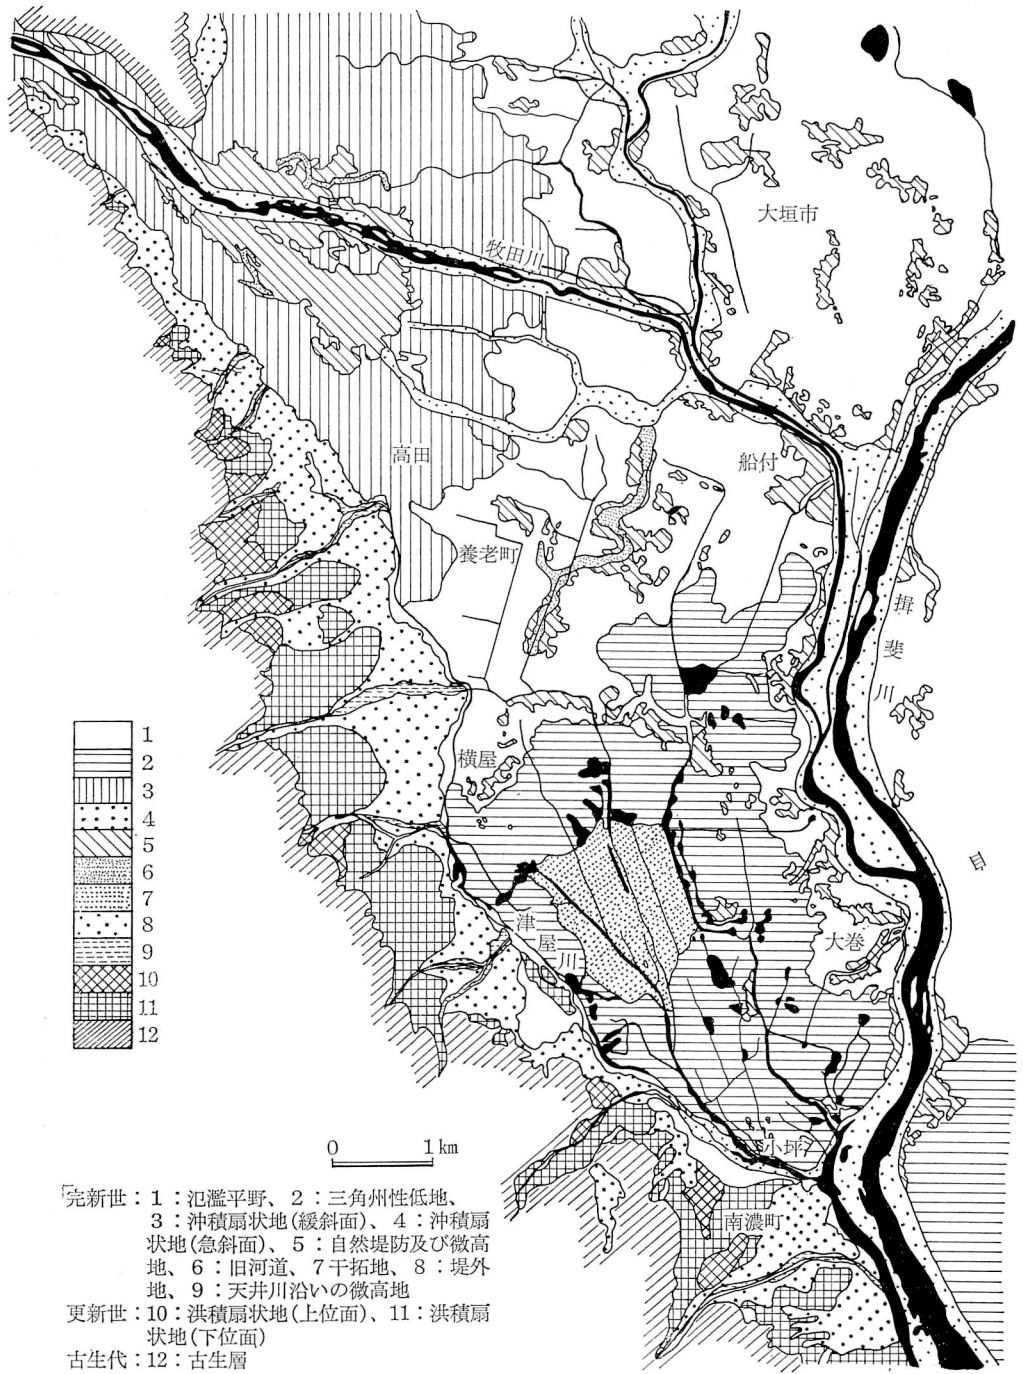 大垣市
牧田川
高田
船付
養老町
揖斐川
横屋
津屋川
大巻
小坪
南濃町
1
2
3
4
5
6
7
8
9
10
11
12
0 1km
完新世：1：氾濫平野、2：三角州性低地、
3：沖積扇状地(緩斜面)、4：沖積扇
状地(急斜面)、5：自然堤防及び微高
地、6：旧河道、7干拓地、8：堤外
地、9：天井川沿いの微高地
更新世：10：洪積扇状地(上位面)、11：洪積扇
状地(下位面)
古生代：12：古生層